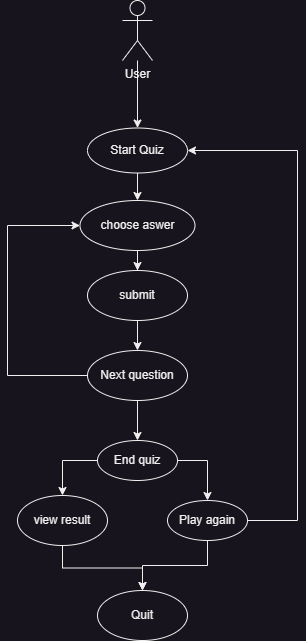 User
Start Quiz
choose aswer
submit
Next question
End quiz
view result
Play again
Quit